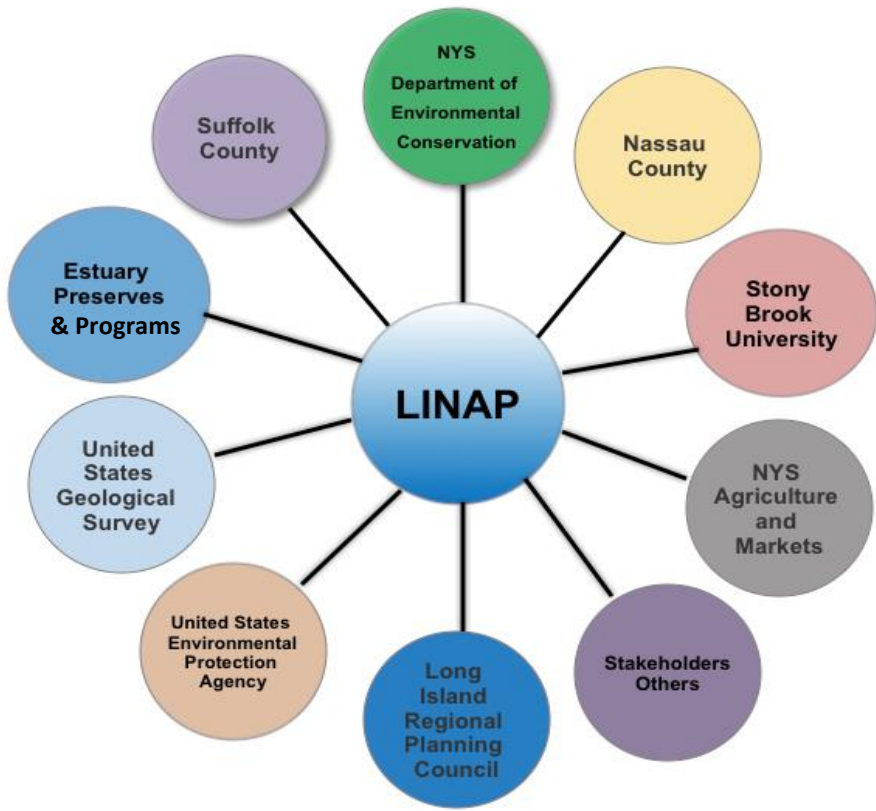 NYS
Department of
Environmental
Conservation
Nassau
County
Stony
Brook
University
NYS
Agriculture
and
Markets
Stakeholders
Others
Long
Island
Regional
Planning
Council
United States
Environmental
Protection
Agency
United
States
Geological
Survey
Estuary
Preserves
& Programs
Suffolk
County
LINAP